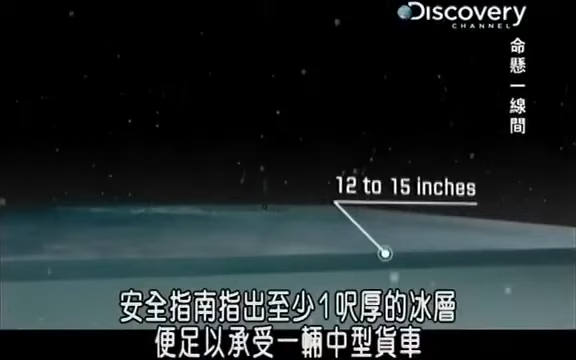 Discovery
CHANNEL
命懸一線間
12 to 15 inches
安全指南指出至少1呎厚的冰層
便足以承受一輛中型貨車